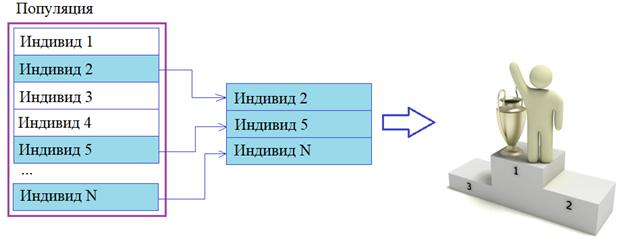 Популяция
Индивид 1
Индивид 2
Индивид 3
Индивид 4
Индивид 5
...
Индивид N
Индивид 2
Индивид 5
Индивид N
1
2
3